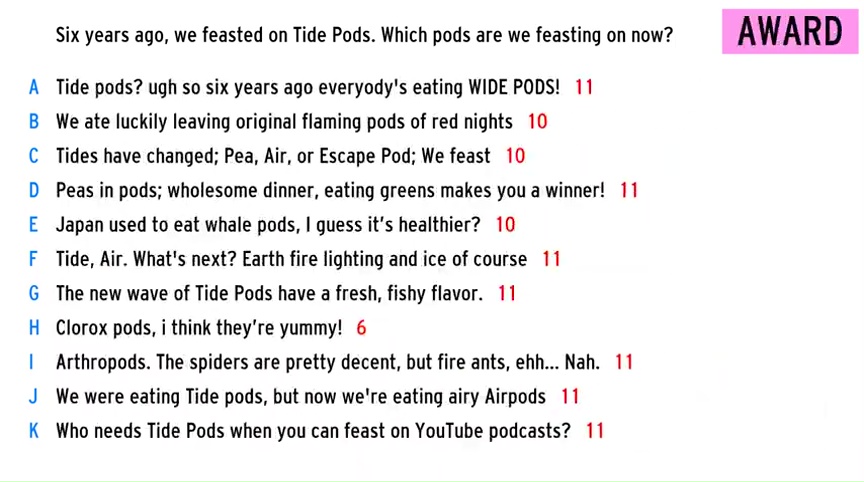 Six years ago, we feasted on Tide Pods. Which pods are we feasting on now?
AWARD
A Tide pods? ugh so six years ago everyody's eating WIDE PODS! 11
B We ate luckily leaving original flaming pods of red nights 10
C Tides have changed; Pea, Air, or Escape Pod; We feast 10
D Peas in pods; wholesome dinner, eating greens makes you a winner! 11
E Japan used to eat whale pods, I guess it's healthier? 10
F Tide, Air. What's next? Earth fire lighting and ice of course 11
G The new wave of Tide Pods have a fresh, fishy flavor. 11
H Clorox pods, i think they're yummy! 6
I Arthropods. The spiders are pretty decent, but fire ants, ehh... Nah. 11
J We were eating Tide pods, but now we're eating airy Airpods 11
K Who needs Tide Pods when you can feast on YouTube podcasts? 11